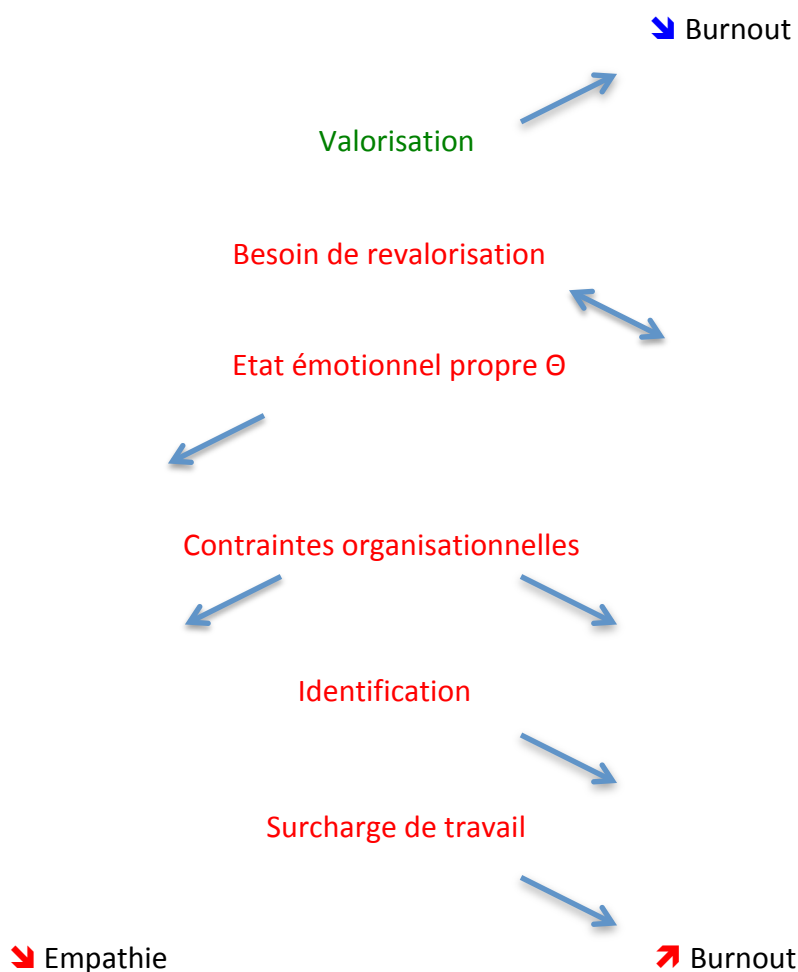 ➘ Burnout
Valorisation
Besoin de revalorisation
Etat émotionnel propre Θ
Contraintes organisationnelles
Identification
Surcharge de travail
➘ Empathie
➚ Burnout